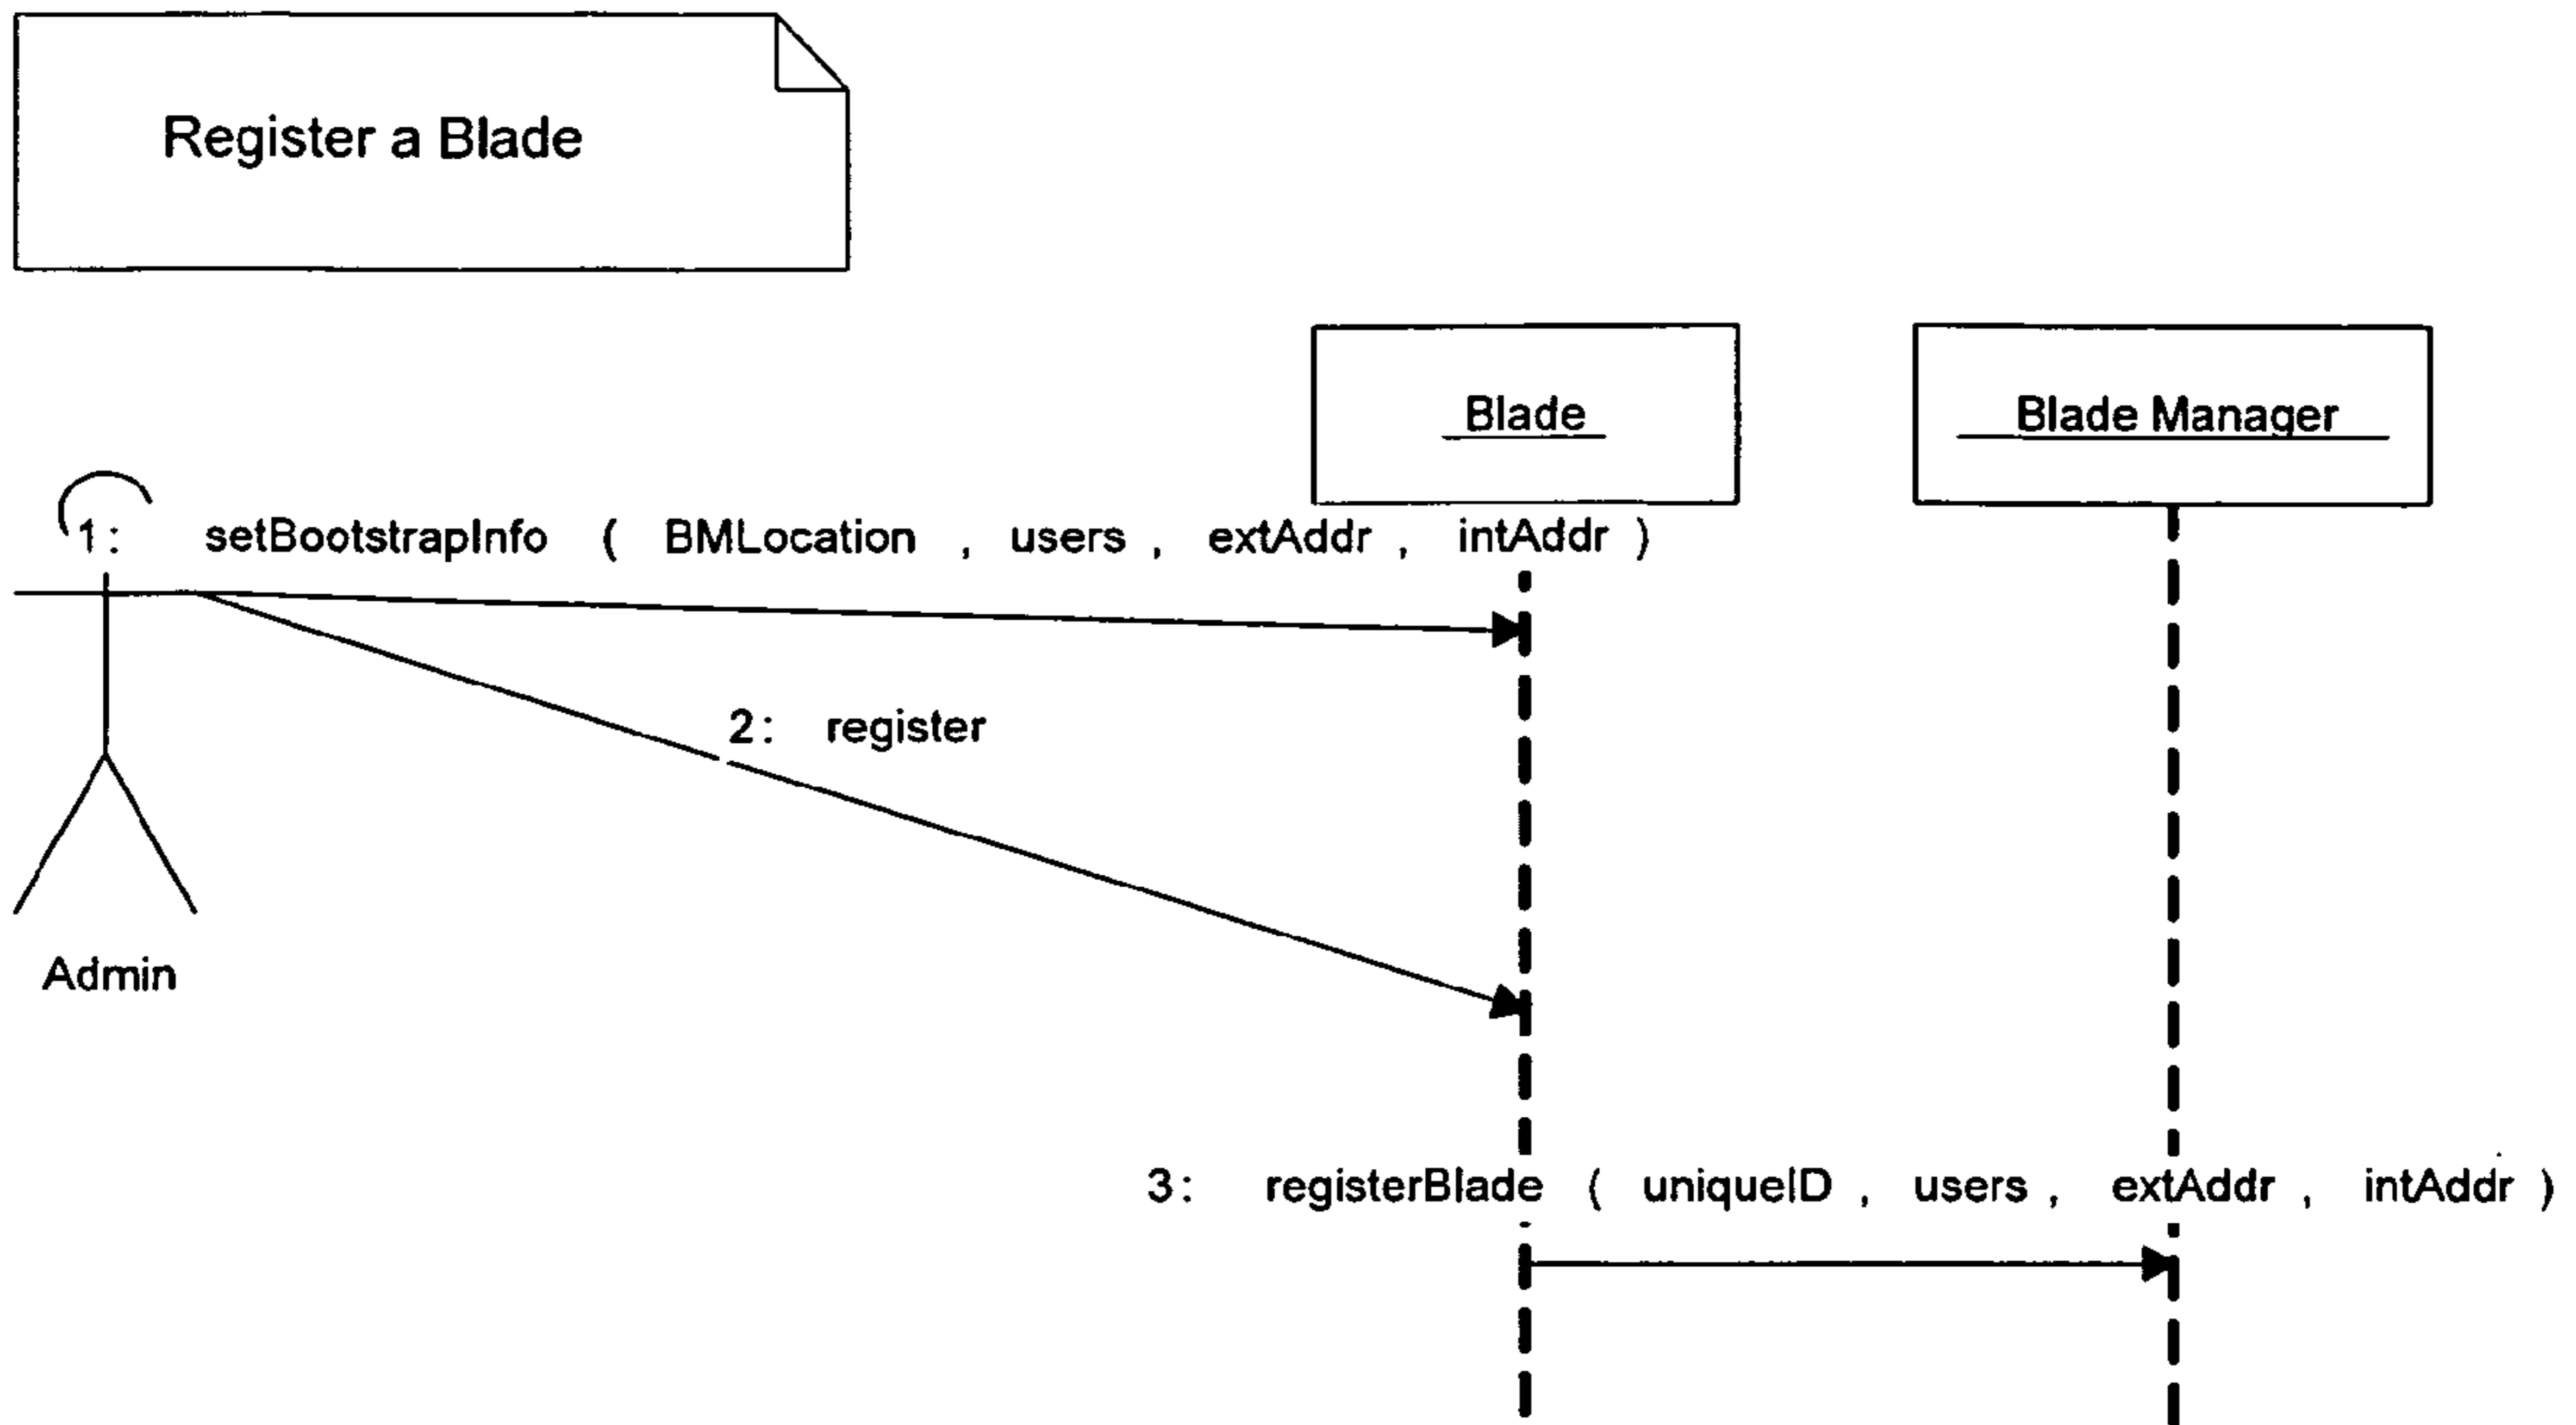 Register a Blade
Blade
Blade Manager
1: setBootstrapInfo ( BMLocation , users , extAddr , intAddr )
2: register
Admin
3: registerBlade ( uniqueID , users , extAddr , intAddr )